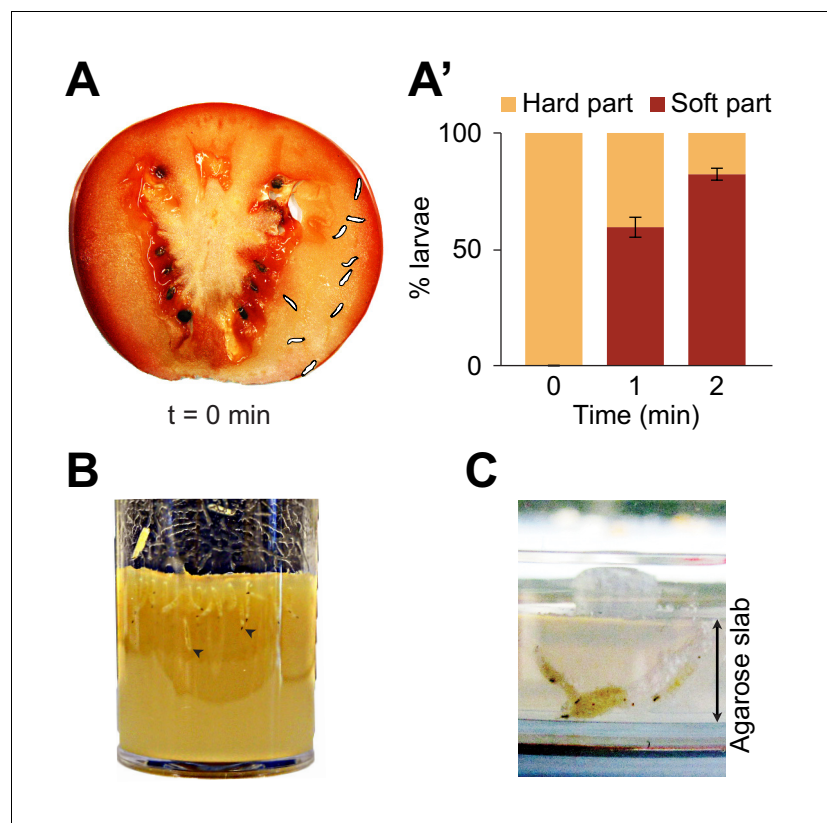 A
A'
Hard part Soft part
100
50
0
% larvae
0 1 2
Time (min)
t = 0 min
B
C
Agarose slab